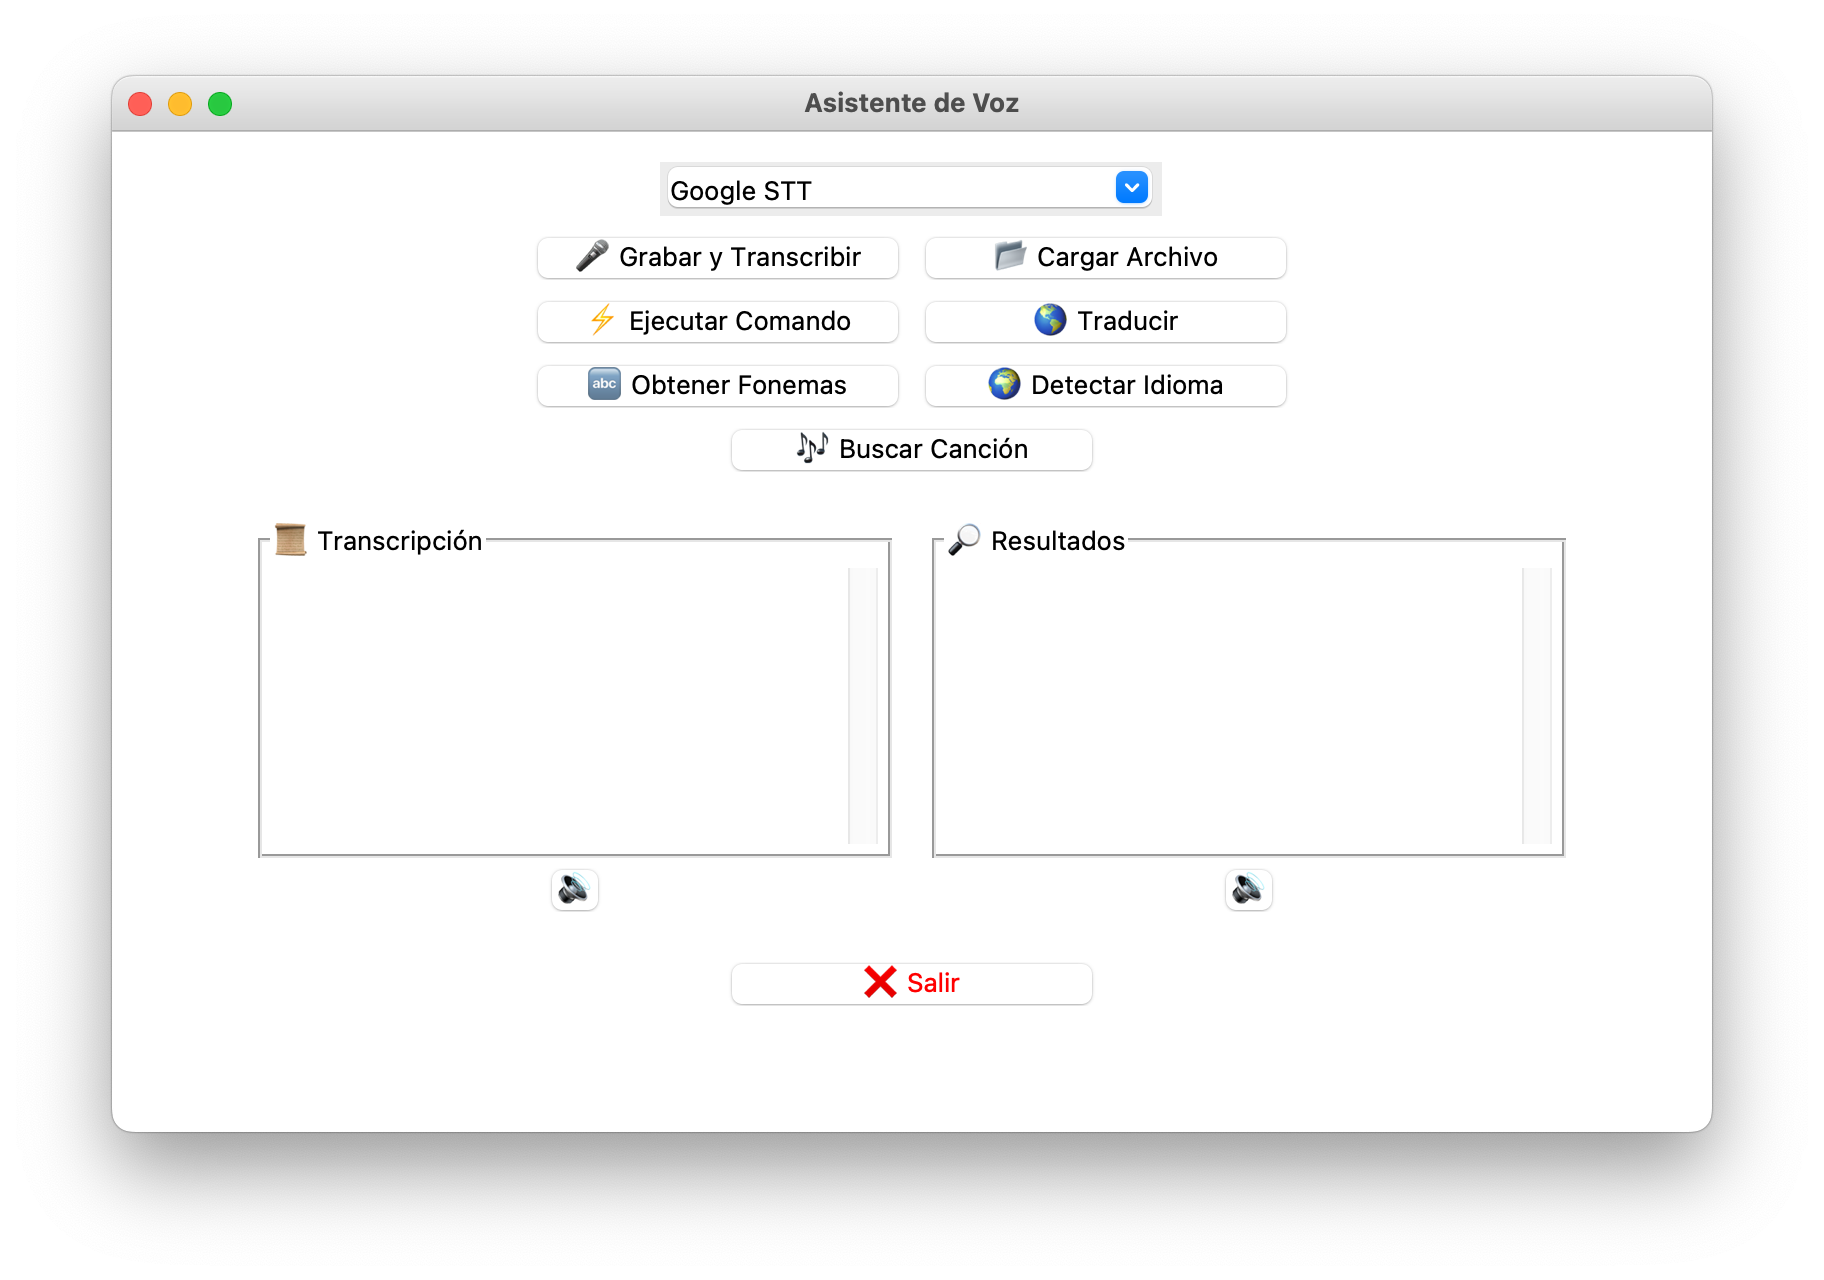 Asistente de Voz
Google STT
Grabar y Transcribir
Cargar Archivo
Ejecutar Comando
Traducir
abc Obtener Fonemas
Detectar Idioma
Buscar Canción
Transcripción
Resultados
Salir